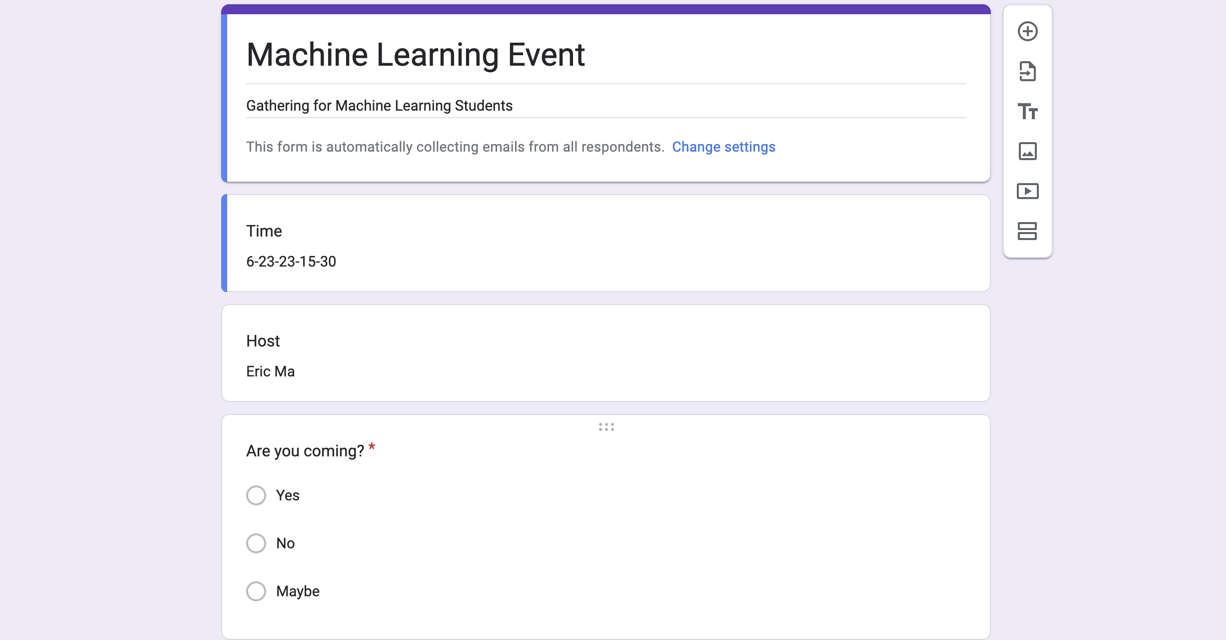 Machine Learning Event
Gathering for Machine Learning Students
This form is automatically collecting emails from all respondents. Change settings
Time
6-23-23-15-30
Host
Eric Ma
Are you coming? *
Yes
No
Maybe